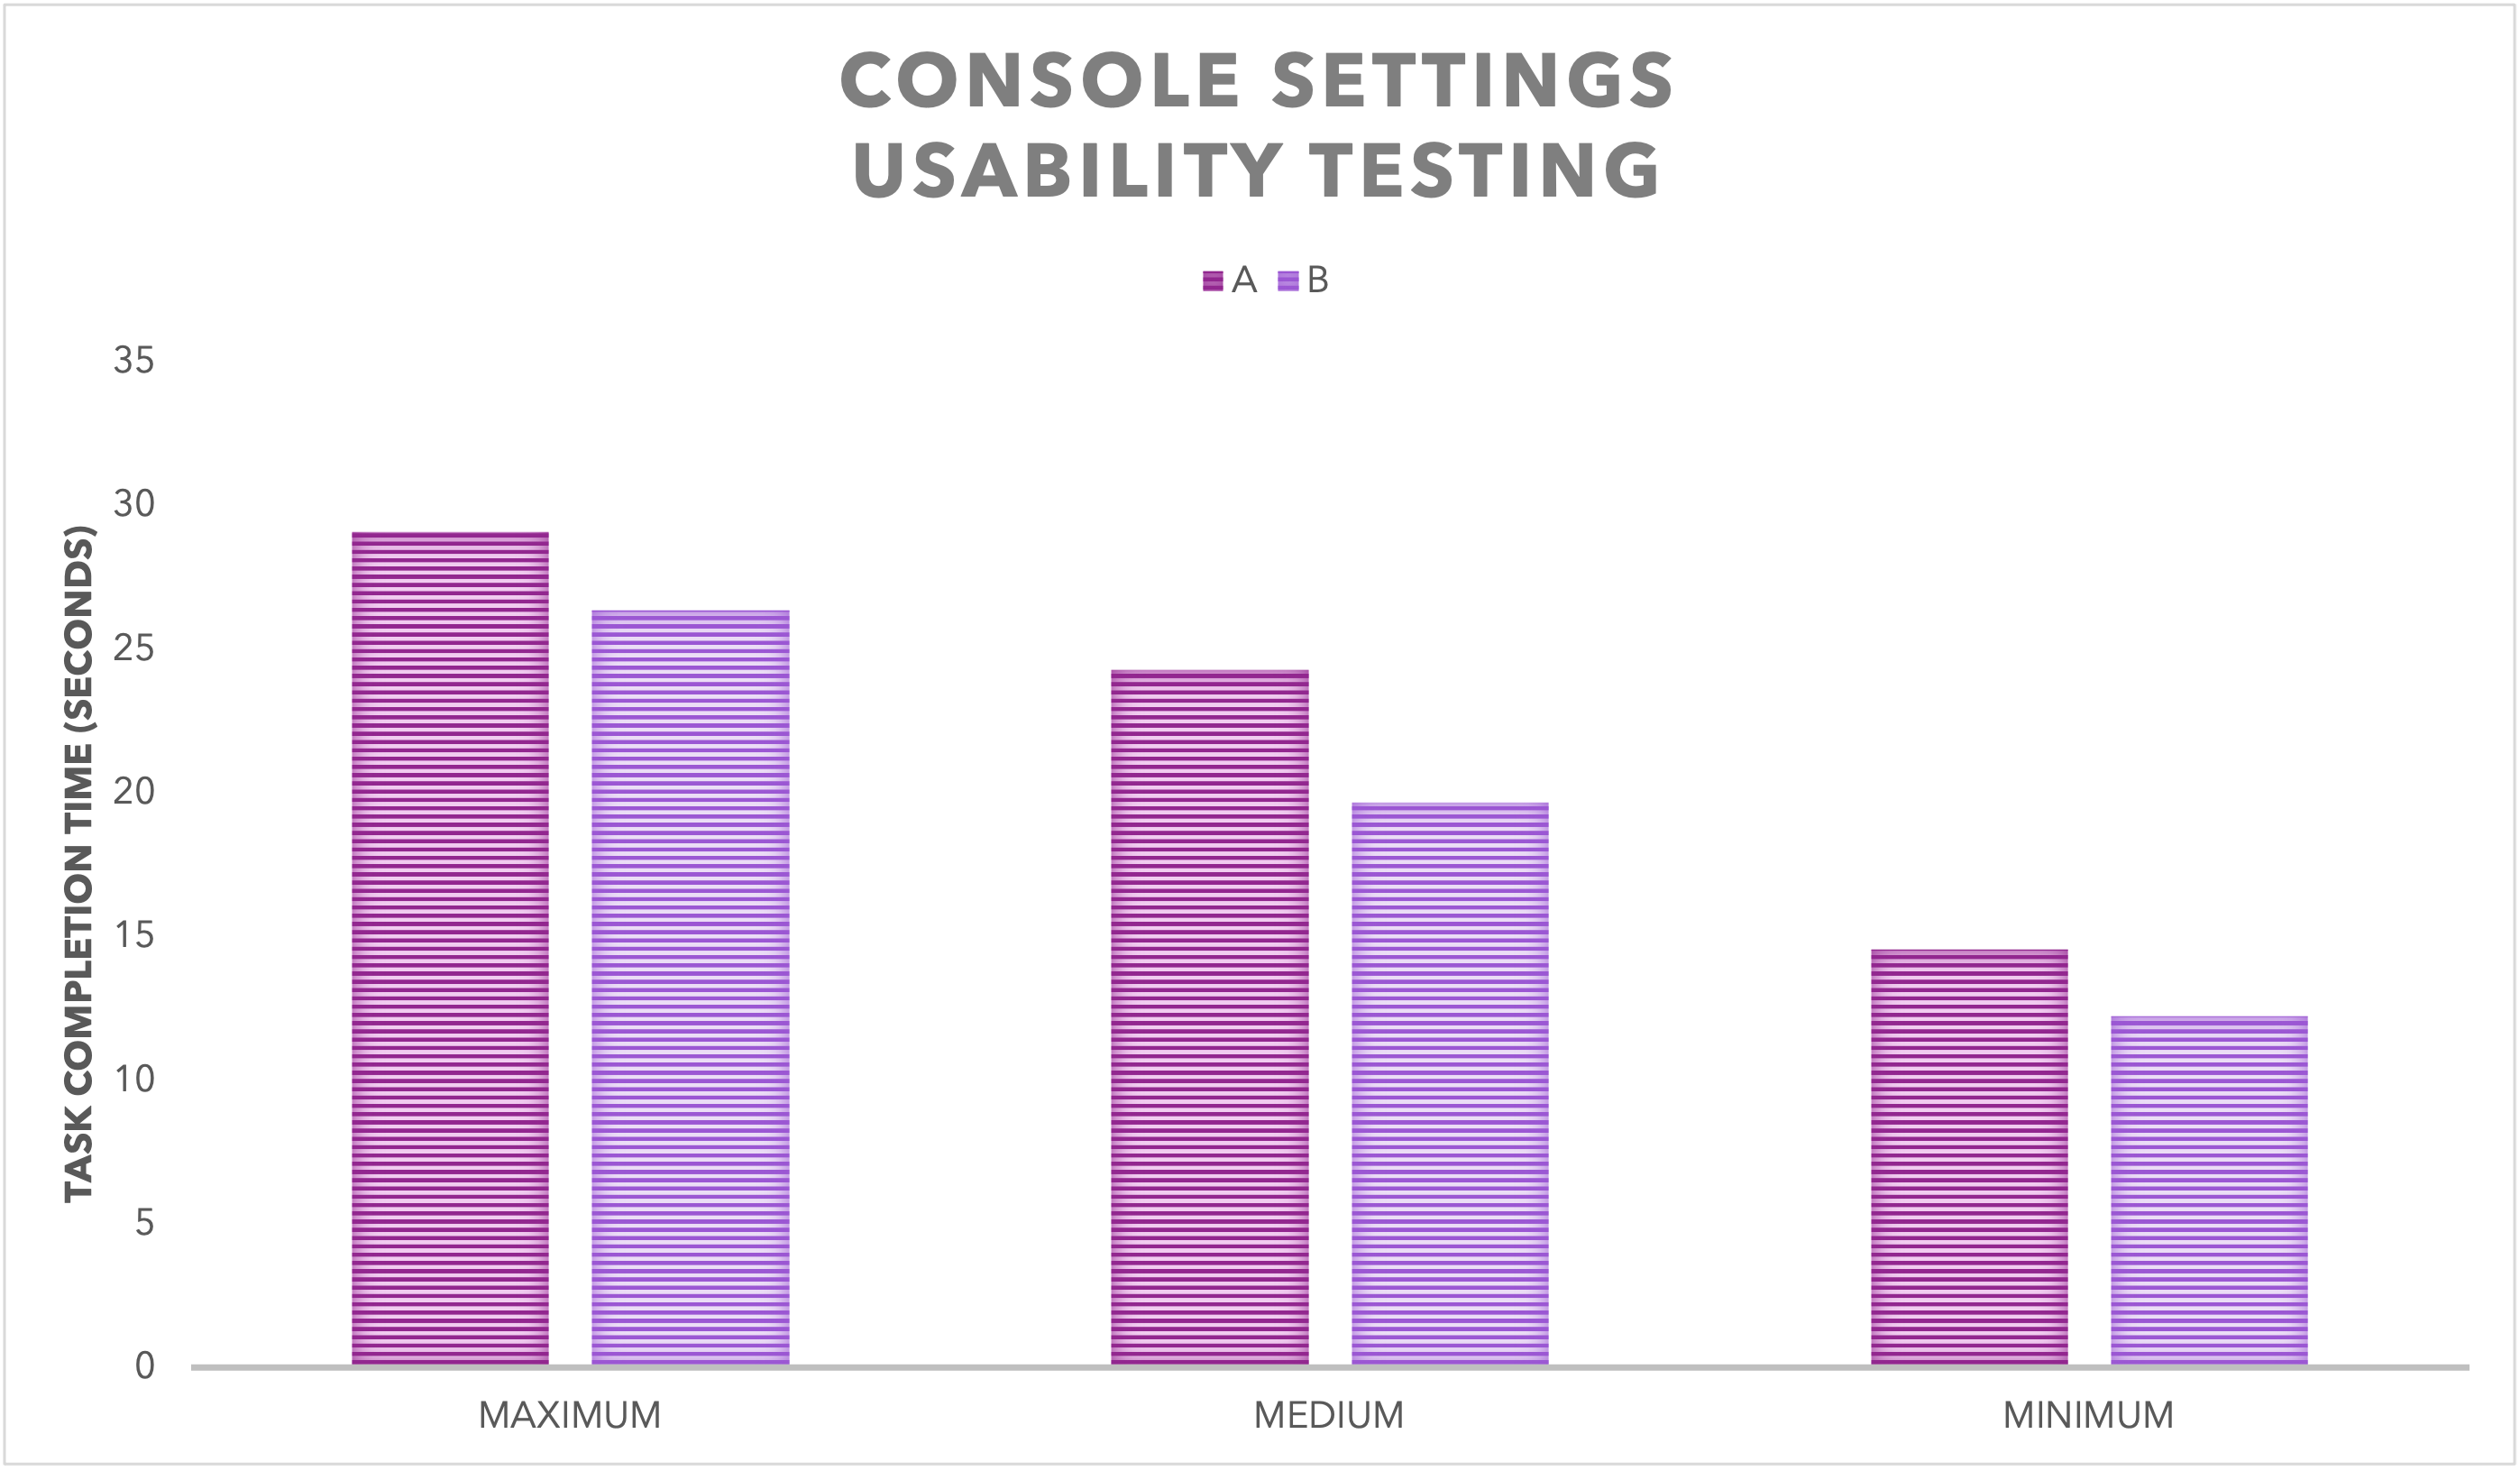 CONSOLE SETTINGS
USABILITY TESTING
A B
35
30
25
20
15
10
5
0
TASK COMPLETION TIME (SECONDS)
MAXIMUM MEDIUM MINIMUM